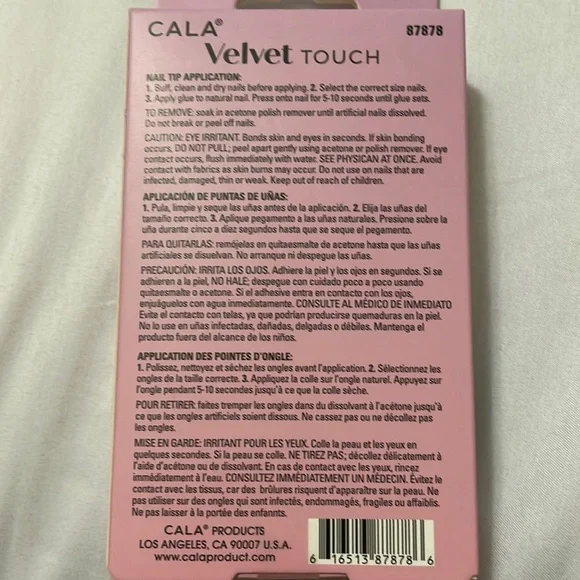 CALA® 87878
Velvet TOUCH
NAIL TIP APPLICATION:
1. Buff, clean and dry nails before applying. 2. Select the correct size nails.
3. Apply glue to natural nail. Press onto nail for 5-10 seconds until glue sets.
TO REMOVE: soak in acetone polish remover until artificial nails dissolved.
Do not break or peel off nails.
CAUTION: EYE IRRITANT. Bonds skin and eyes in seconds. If skin bonding
occurs, DO NOT PULL; peel apart gently using acetone or polish remover. If eye
contact occurs, flush immediately with water. SEE PHYSICAN AT ONCE. Avoid
contact with fabrics as skin burns may occur. Do not use on nails that are
infected, damaged, thin or weak. Keep out of reach of children.
APLICACIÓN DE PUNTAS DE UÑAS:
1. Pula, limpie y seque las uñas antes de la aplicación. 2. Elija las uñas del
tamaño correcto. 3. Aplique pegamento a las uñas naturales. Presione sobre la
uña durante cinco a diez segundos hasta que se seque el pegamento.
PARA QUITARLAS: remójelas en quitaesmalte de acetone hasta que las uñas
artificiales se disuelvan. No arranque ni despegue las uñas.
PRECAUCIÓN: IRRITA LOS OJOS. Adhiere la piel y los ojos en segundos. Si se
adhieren a la piel, NO HALE; despegue con cuidado poco a poco usando
quitaesmalte o acetone. Si el adhesive entra en contacto con los ojos,
enjuáguelos con agua inmediatamente. CONSULTE AL MÉDICO DE INMEDIATO
Evite el contacto con telas, ya que podrían producirse quemaduras en la piel.
No lo use en uñas infectadas, dañadas, delgadas o débiles. Mantenga el
producto fuera del alcance de los niños.
APPLICATION DES POINTES D'ONGLE:
1. Polissez, nettoyez et séchez les ongles avant l'application. 2. Sélectionnez les
ongles de la taille correcte. 3. Appliquez la colle sur l'ongle naturel. Appuyez sur
l'ongle pendant 5-10 secondes jusqu'à ce que la colle sèche.
POUR RETIRER: faites tremper les ongles dans du dissolvant à l'acétone jusqu'à
ce que les ongles artificiels soient dissous. Ne cassez pas ou ne décollez pas
les ongles.
MISE EN GARDE: IRRITANT POUR LES YEUX. Colle la peau et les yeux en
quelques secondes. Si la peau se colle. NE TIREZ PAS; décollez délicatement à
l'aide d'acétone ou de dissolvant. En cas de contact avec les yeux, rincez
immédiatement à l'eau. CONSULTEZ IMMÉDIATEMENT UN MÉDECIN. Évitez le
contact avec les tissus, car des brûlures risquent d'apparaître sur la peau. Ne
pas utiliser sur des ongles qui sont infectés, endommagés, fragiles ou affaiblis.
Ne pas laisser à la portée des enfannts.
CALA® PRODUCTS
LOS ANGELES, CA 90007 U.S.A.
www.calaproduct.com
6 16513 87878 6